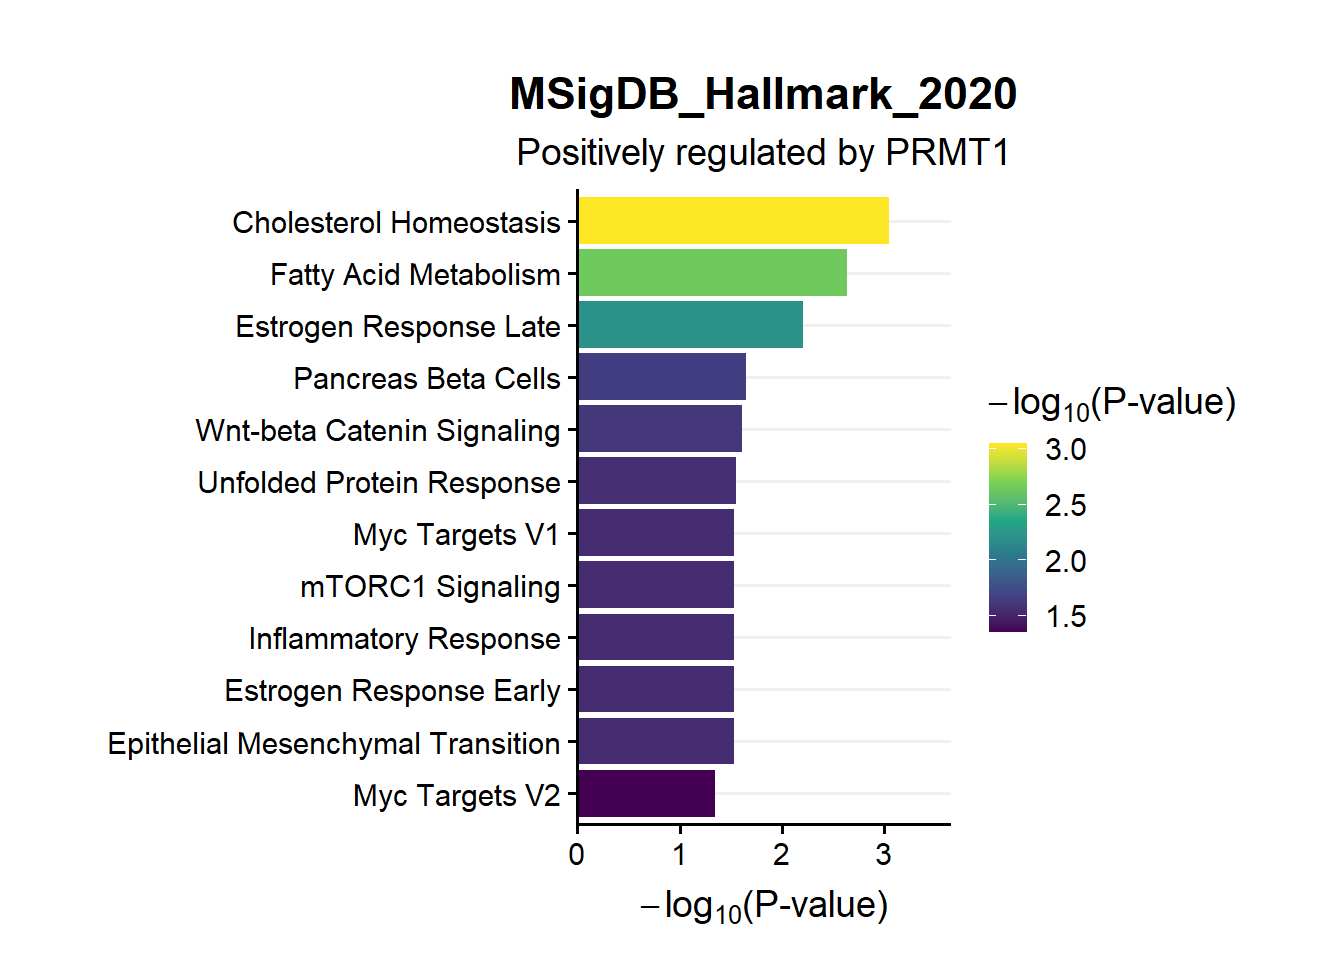 MSigDB_Hallmark_2020
Positively regulated by PRMT1
Cholesterol Homeostasis
Fatty Acid Metabolism
Estrogen Response Late
Pancreas Beta Cells
Wnt-beta Catenin Signaling
Unfolded Protein Response
Myc Targets V1
mTORC1 Signaling
Inflammatory Response
Estrogen Response Early
Epithelial Mesenchymal Transition
Myc Targets V2
0 1 2 3
−log₁₀(P-value)
−log₁₀(P-value)
3.0
2.5
2.0
1.5